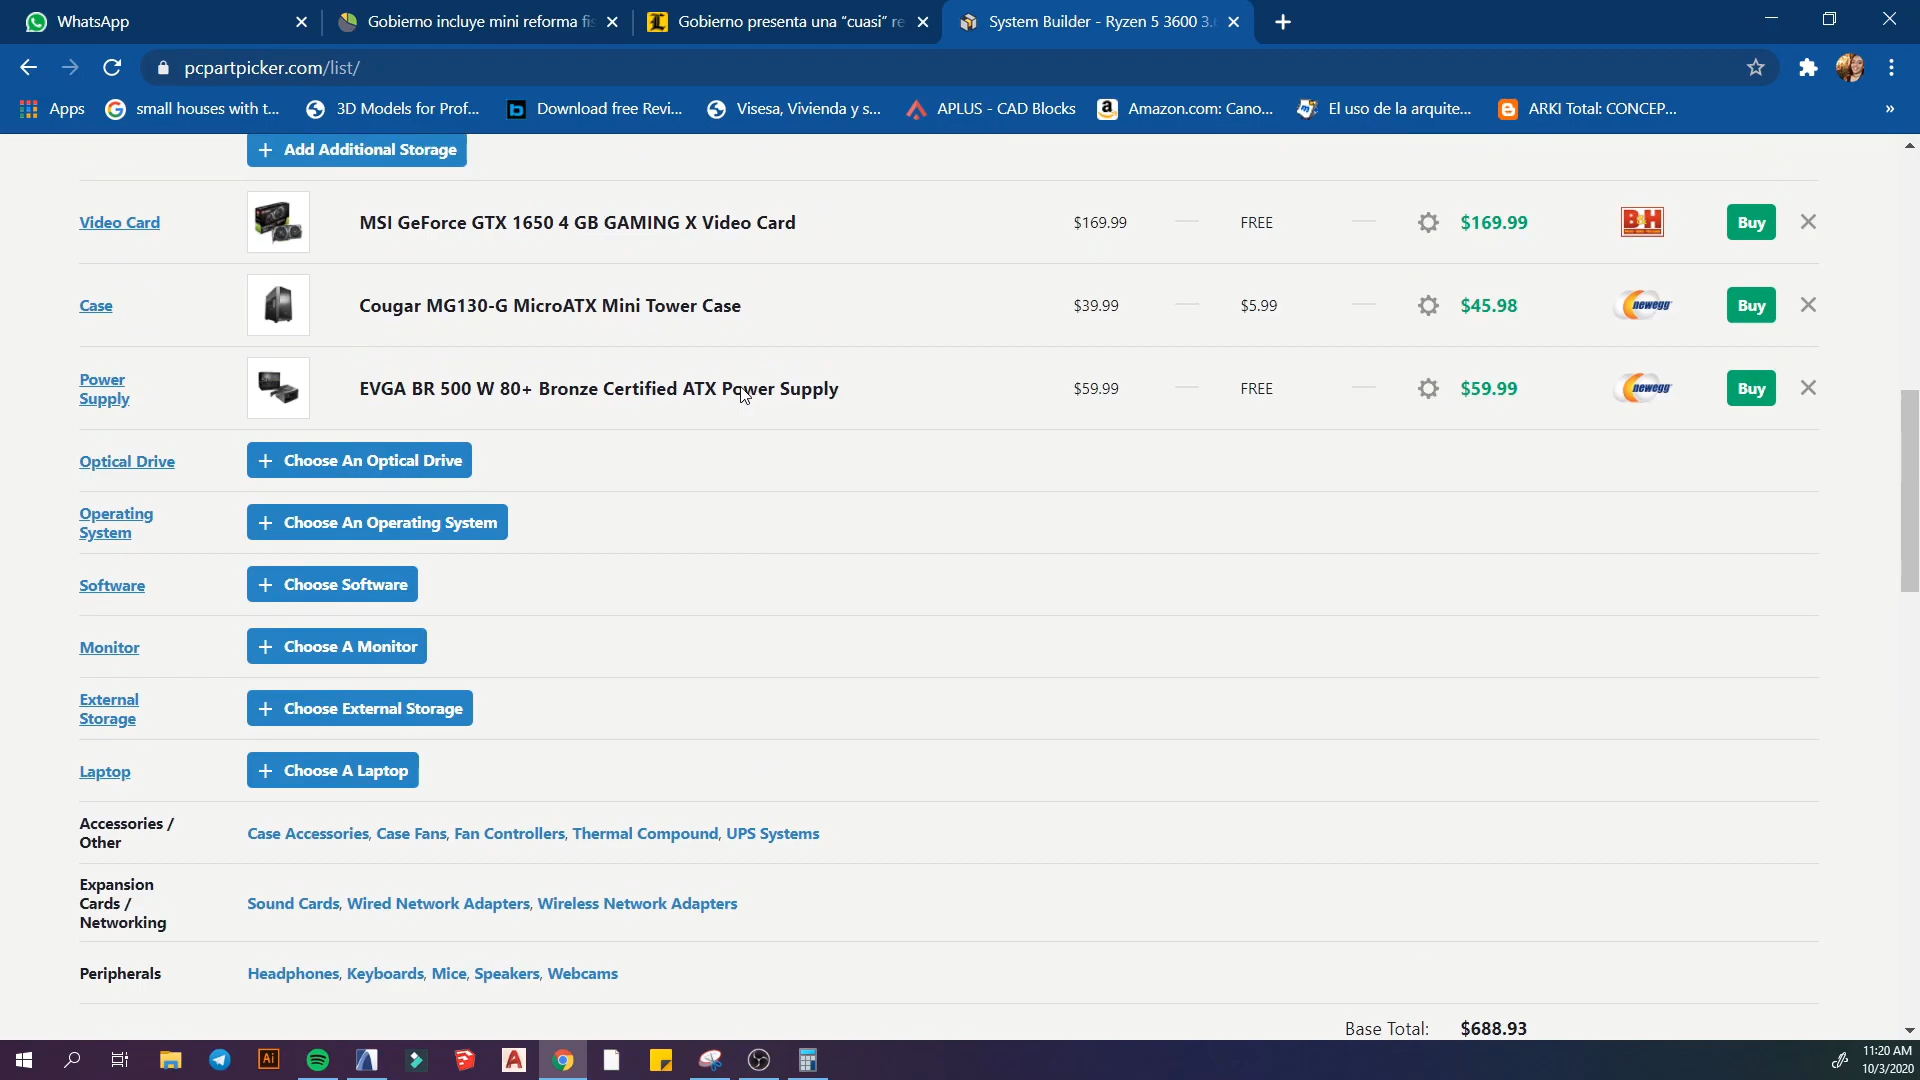 WhatsApp
Gobierno incluye mini reforma fi
Gobierno presenta una “cuasi” re
System Builder - Ryzen 5 3600 3.
pcpartpicker.com/list/
Apps
small houses with t...
3D Models for Prof...
Download free Revi...
Visesa, Vivienda y s...
APLUS - CAD Blocks
Amazon.com: Cano...
El uso de la arquite...
ARKI Total: CONCEP...
»
+ Add Additional Storage
Video Card MSI GeForce GTX 1650 4 GB GAMING X Video Card $169.99 — FREE — $169.99 B&H Buy
Case Cougar MG130-G MicroATX Mini Tower Case $39.99 — $5.99 — $45.98 newegg Buy
Power
Supply
EVGA BR 500 W 80+ Bronze Certified ATX Power Supply $59.99 — FREE — $59.99 newegg Buy
Optical Drive + Choose An Optical Drive
Operating
System
+ Choose An Operating System
Software + Choose Software
Monitor + Choose A Monitor
External
Storage
+ Choose External Storage
Laptop + Choose A Laptop
Accessories /
Other
Case Accessories, Case Fans, Fan Controllers, Thermal Compound, UPS Systems
Expansion
Cards /
Networking
Sound Cards, Wired Network Adapters, Wireless Network Adapters
Peripherals Headphones, Keyboards, Mice, Speakers, Webcams
Base Total: $688.93
Ai
A
11:20 AM
10/3/2020